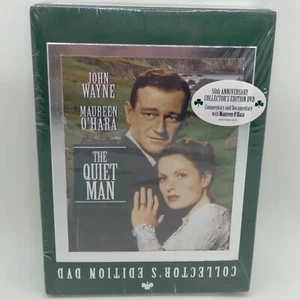 JOHN
WAYNE
MAUREEN
O'HARA
THE
QUIET
MAN
50TH ANNIVERSARY
COLLECTOR'S EDITION DVD
Commentary and Documentary
with Maureen O'Hara
COLLECTOR'S EDITION DVD